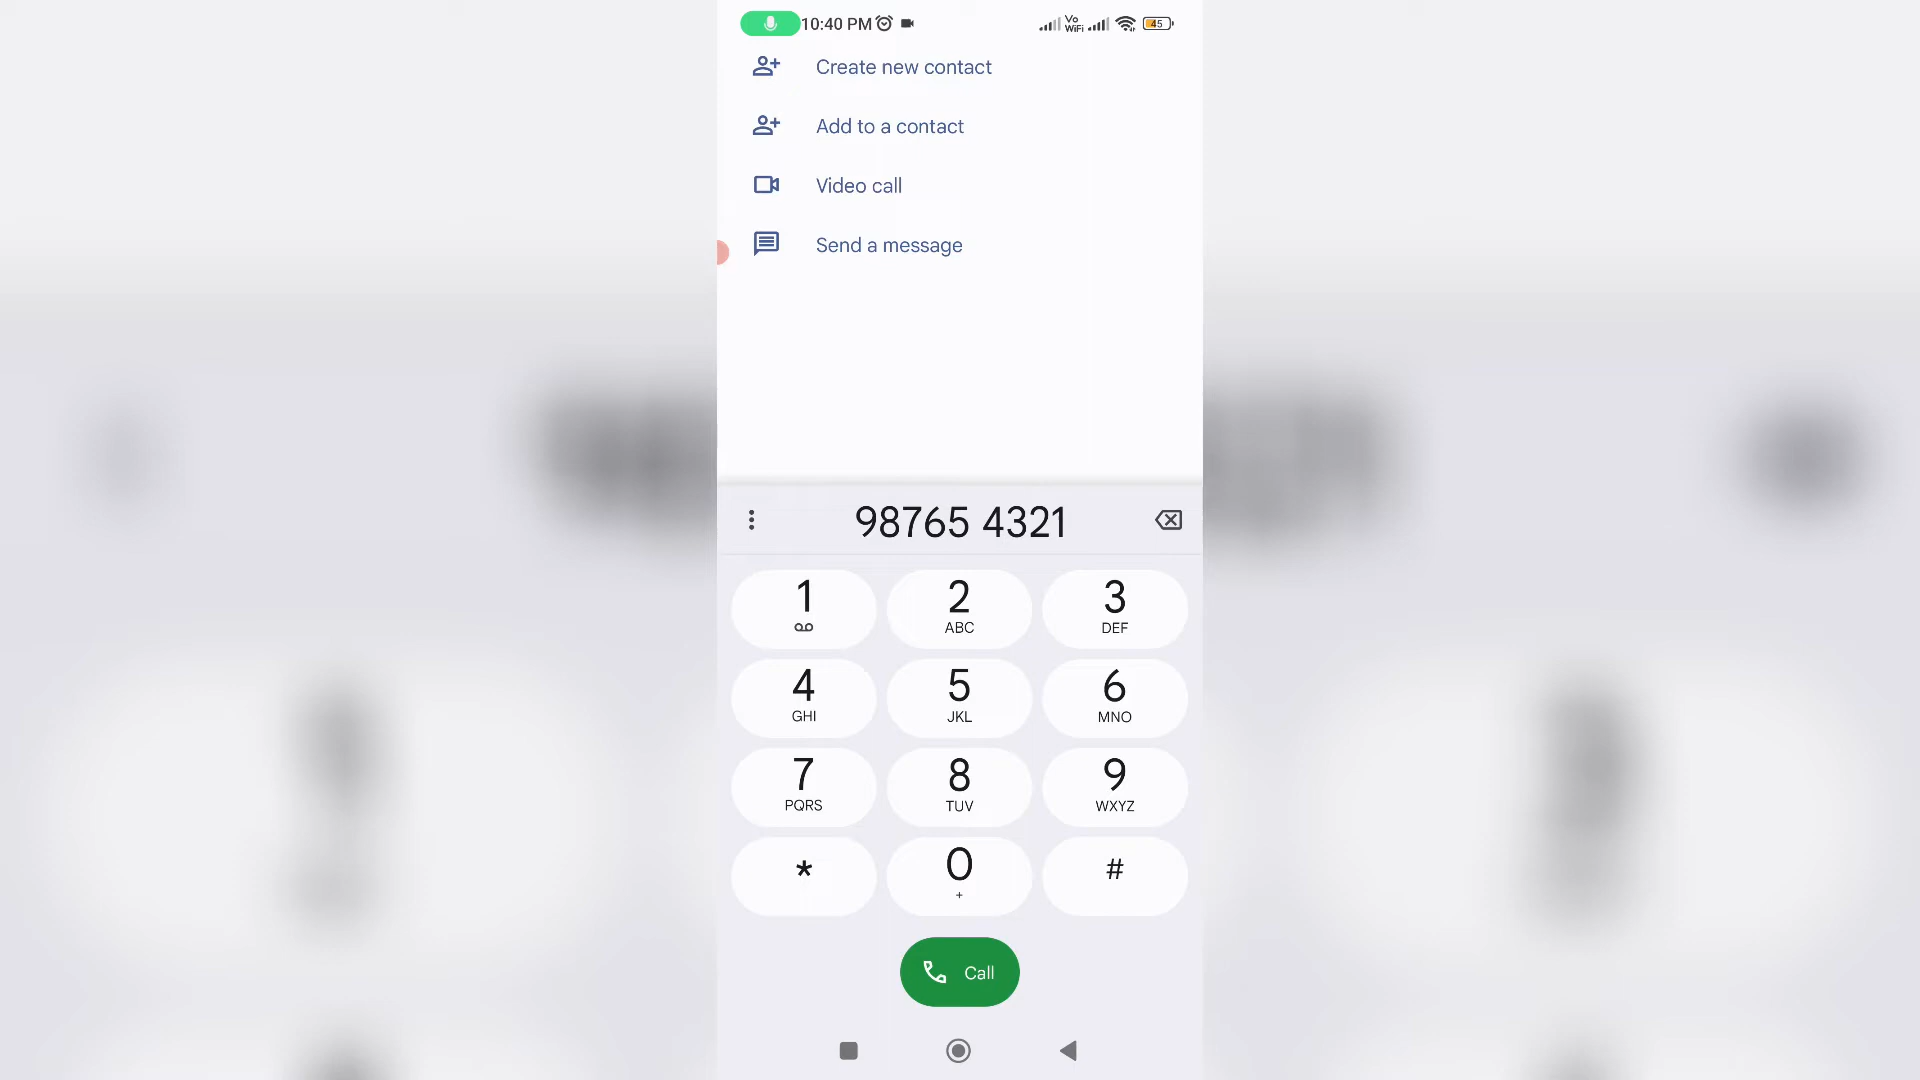 10:40 PM Vo WiFi 45
Create new contact
Add to a contact
Video call
Send a message
98765 4321
1 2 3
ABC DEF
4 5 6
GHI JKL MNO
7 8 9
PQRS TUV WXYZ
* 0 #
+
Call